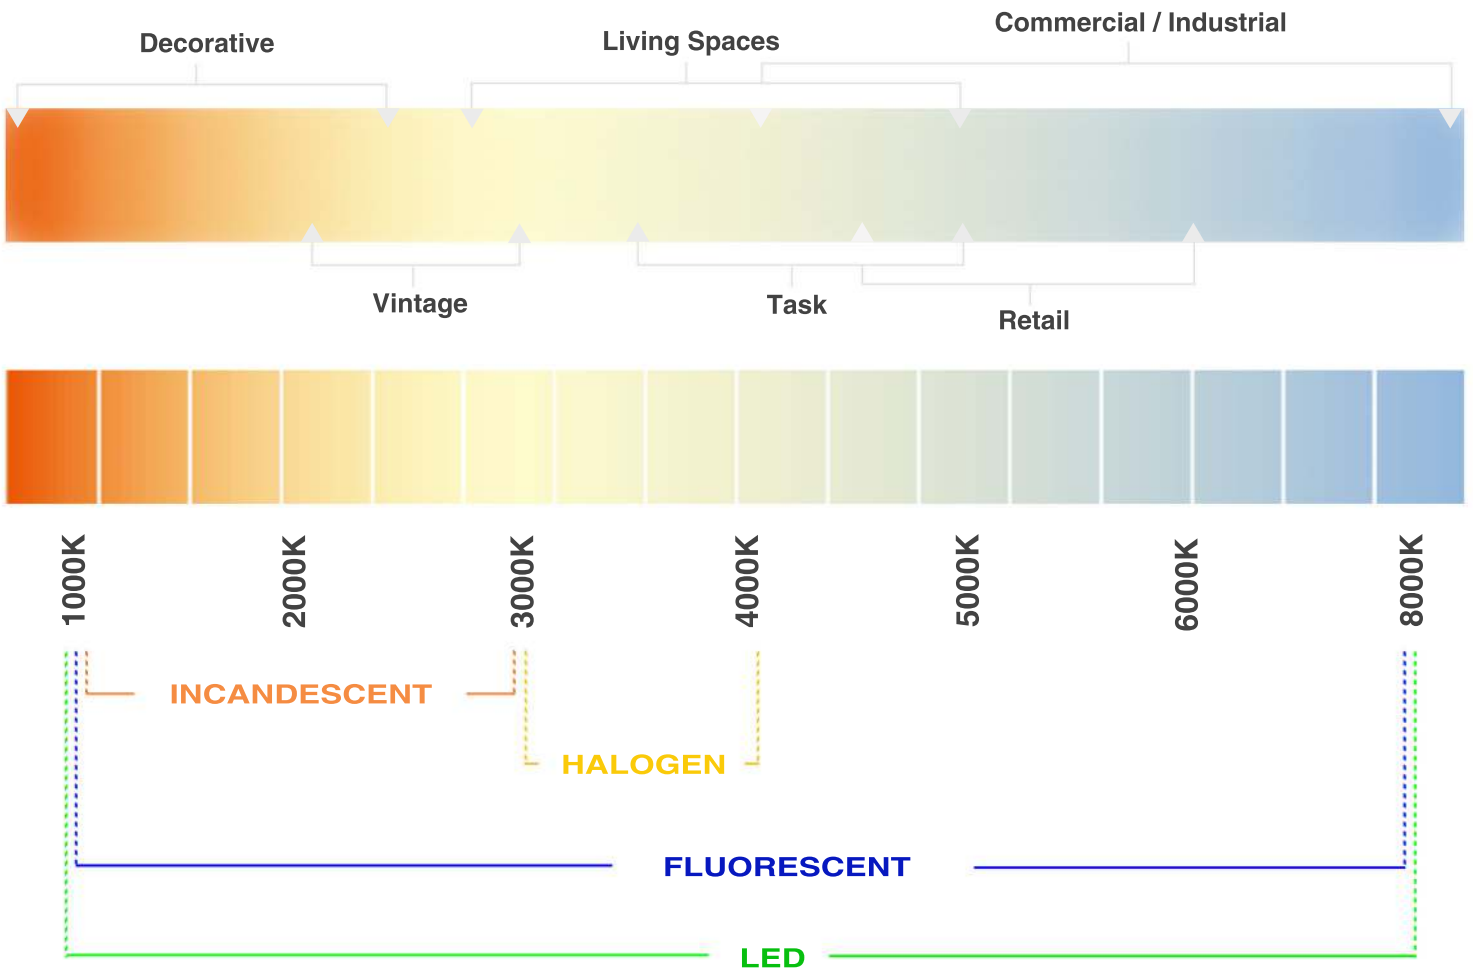 Commercial / Industrial
Decorative
Living Spaces
Vintage
Task
Retail
1000K
2000K
3000K
4000K
5000K
6000K
8000K
INCANDESCENT
HALOGEN
FLUORESCENT
LED